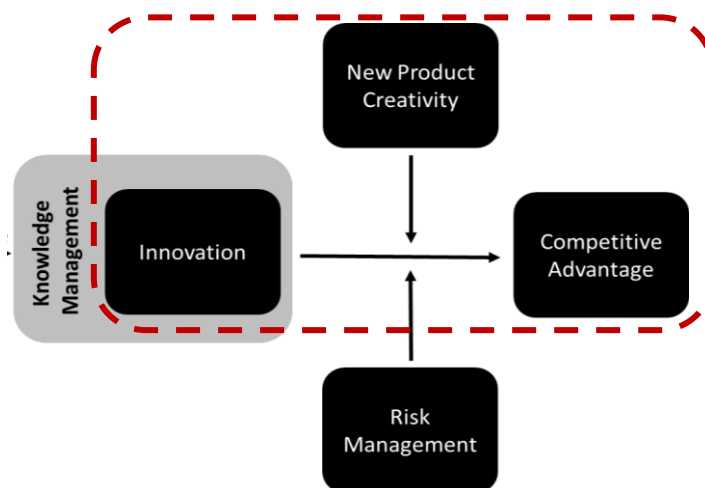 New Product
Creativity
Knowledge
Management
Innovation
Competitive
Advantage
Risk
Management